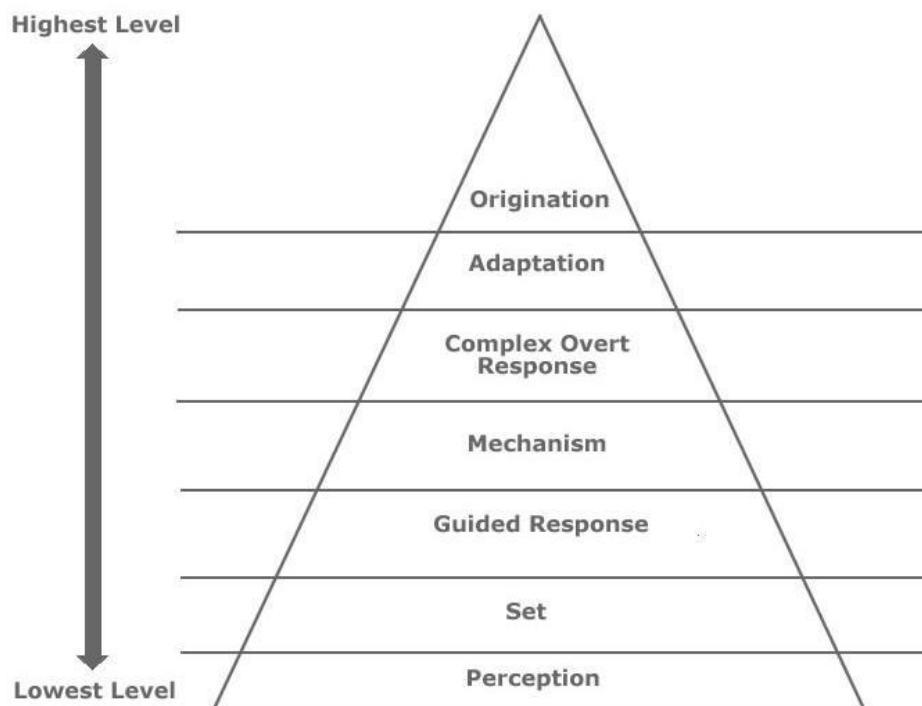 Highest Level
Origination
Adaptation
Complex Overt
Response
Mechanism
Guided Response
Set
Perception
Lowest Level